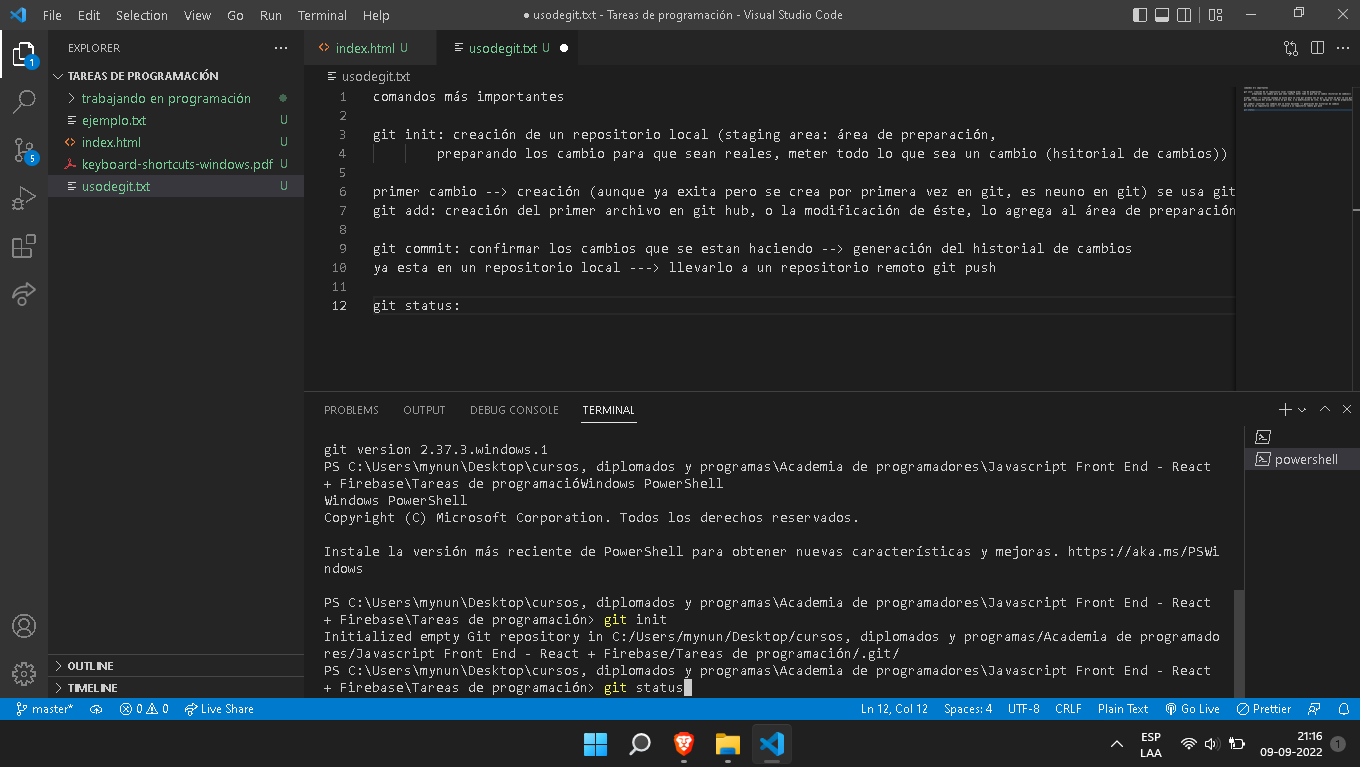 File Edit Selection View Go Run Terminal Help
● usodegit.txt - Tareas de programación - Visual Studio Code
1
EXPLORER
TAREAS DE PROGRAMACIÓN
trabajando en programación
ejemplo.txt U
index.html U
keyboard-shortcuts-windows.pdf U
usodegit.txt U
5
OUTLINE
TIMELINE
index.html U
usodegit.txt U
usodegit.txt
1 comandos más importantes
2
3 git init: creación de un repositorio local (staging area: área de preparación,
4 preparando los cambio para que sean reales, meter todo lo que sea un cambio (hsitorial de cambios))
5
6 primer cambio --> creación (aunque ya exita pero se crea por primera vez en git, es neuno en git) se usa git
7 git add: creación del primer archivo en git hub, o la modificación de éste, lo agrega al área de preparación
8
9 git commit: confirmar los cambios que se estan haciendo --> generación del historial de cambios
10 ya esta en un repositorio local ---> llevarlo a un repositorio remoto git push
11
12 git status:
PROBLEMS OUTPUT DEBUG CONSOLE TERMINAL
git version 2.37.3.windows.1
PS C:\Users\mynun\Desktop\cursos, diplomados y programas\Academia de programadores\Javascript Front End - React
+ Firebase\Tareas de programacióWindows PowerShell
Windows PowerShell
Copyright (C) Microsoft Corporation. Todos los derechos reservados.
Instale la versión más reciente de PowerShell para obtener nuevas características y mejoras. https://aka.ms/PSWi
ndows
PS C:\Users\mynun\Desktop\cursos, diplomados y programas\Academia de programadores\Javascript Front End - React
+ Firebase\Tareas de programación> git init
Initialized empty Git repository in C:/Users/mynun/Desktop/cursos, diplomados y programas/Academia de programado
res/Javascript Front End - React + Firebase/Tareas de programación/.git/
PS C:\Users\mynun\Desktop\cursos, diplomados y programas\Academia de programadores\Javascript Front End - React
+ Firebase\Tareas de programación> git status
powershell
master* 0 0 Live Share
Ln 12, Col 12 Spaces: 4 UTF-8 CRLF Plain Text Go Live Prettier
ESP
LAA
21:16
09-09-2022
1